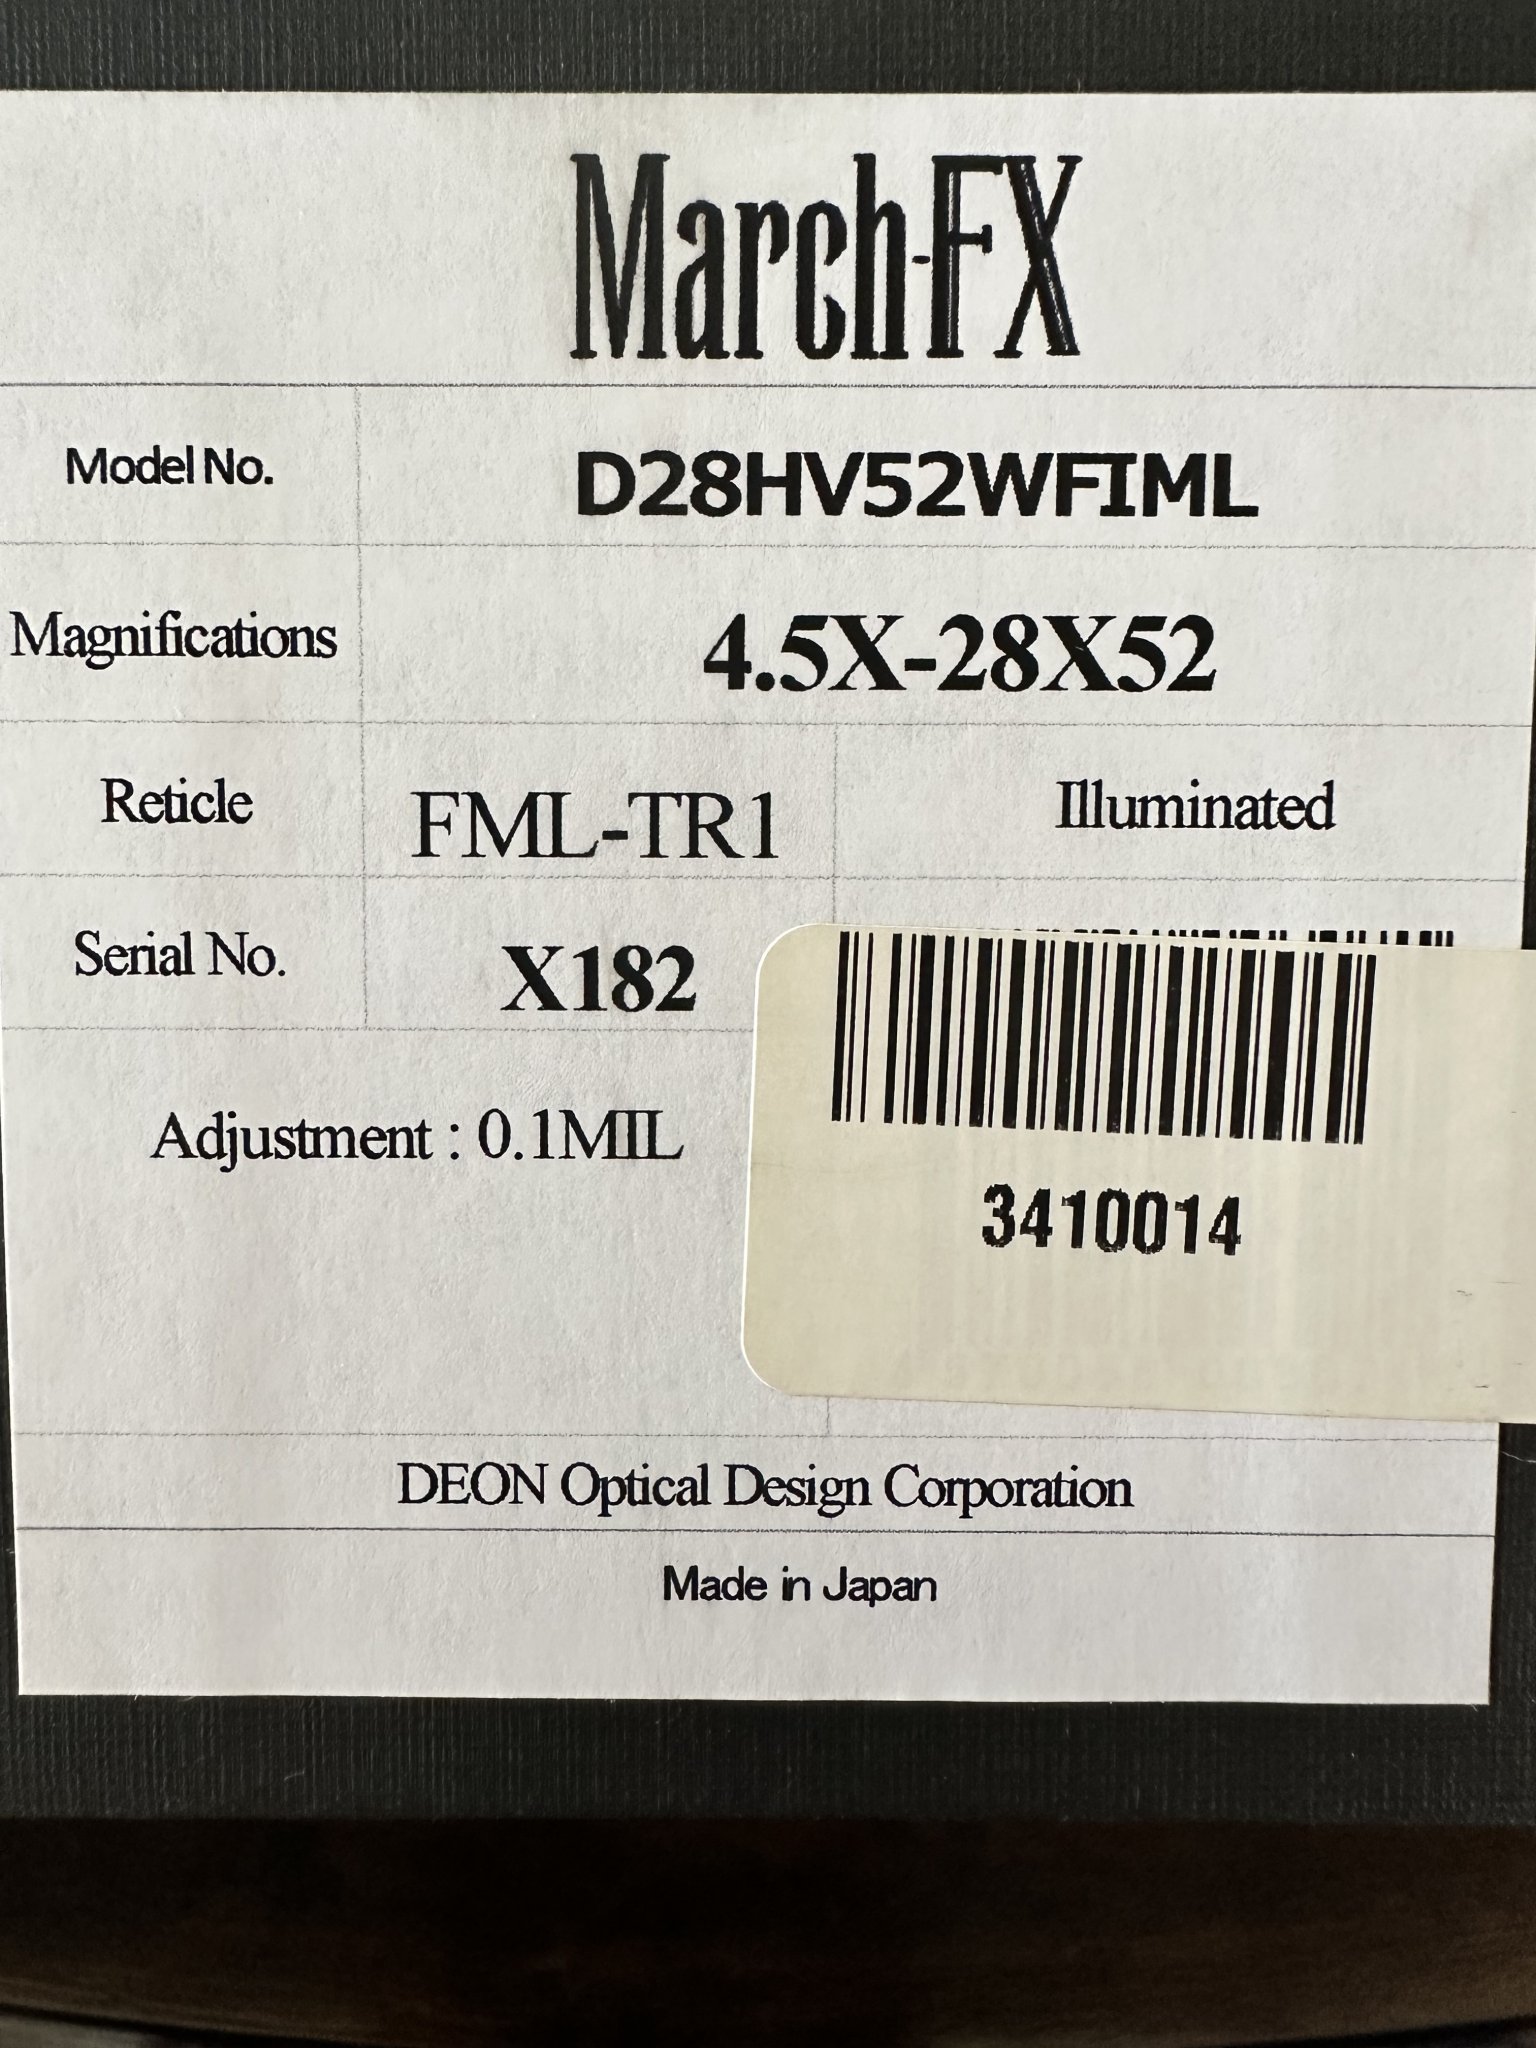 March-FX
Model No. D28HV52WFIML
Magnifications 4.5X-28X52
Reticle FML-TR1 Illuminated
Serial No. X182
Adjustment : 0.1MIL
3410014
DEON Optical Design Corporation
Made in Japan